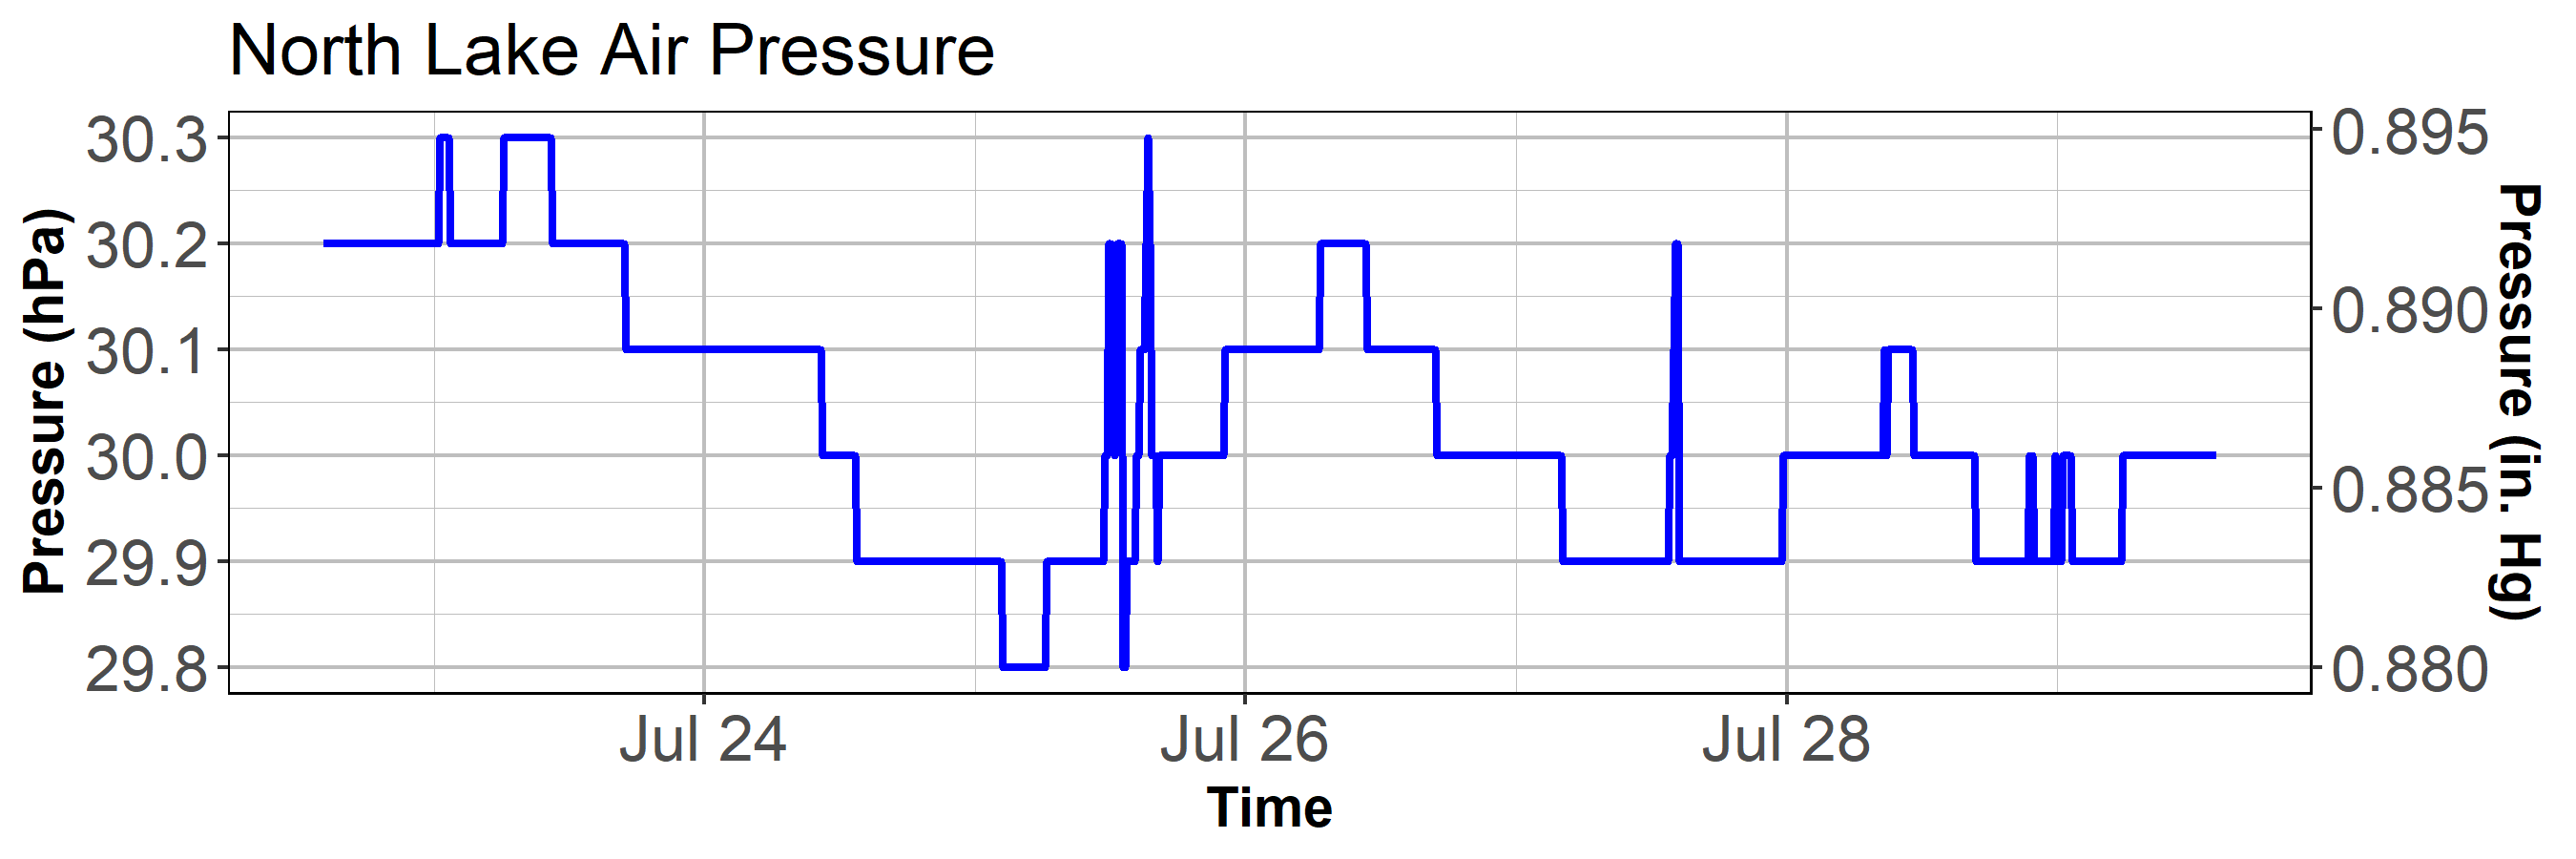 North Lake Air Pressure
Pressure (hPa)
30.3
30.2
30.1
30.0
29.9
29.8
0.895
0.890
0.885
0.880
Pressure (in. Hg)
Jul 24
Jul 26
Jul 28
Time